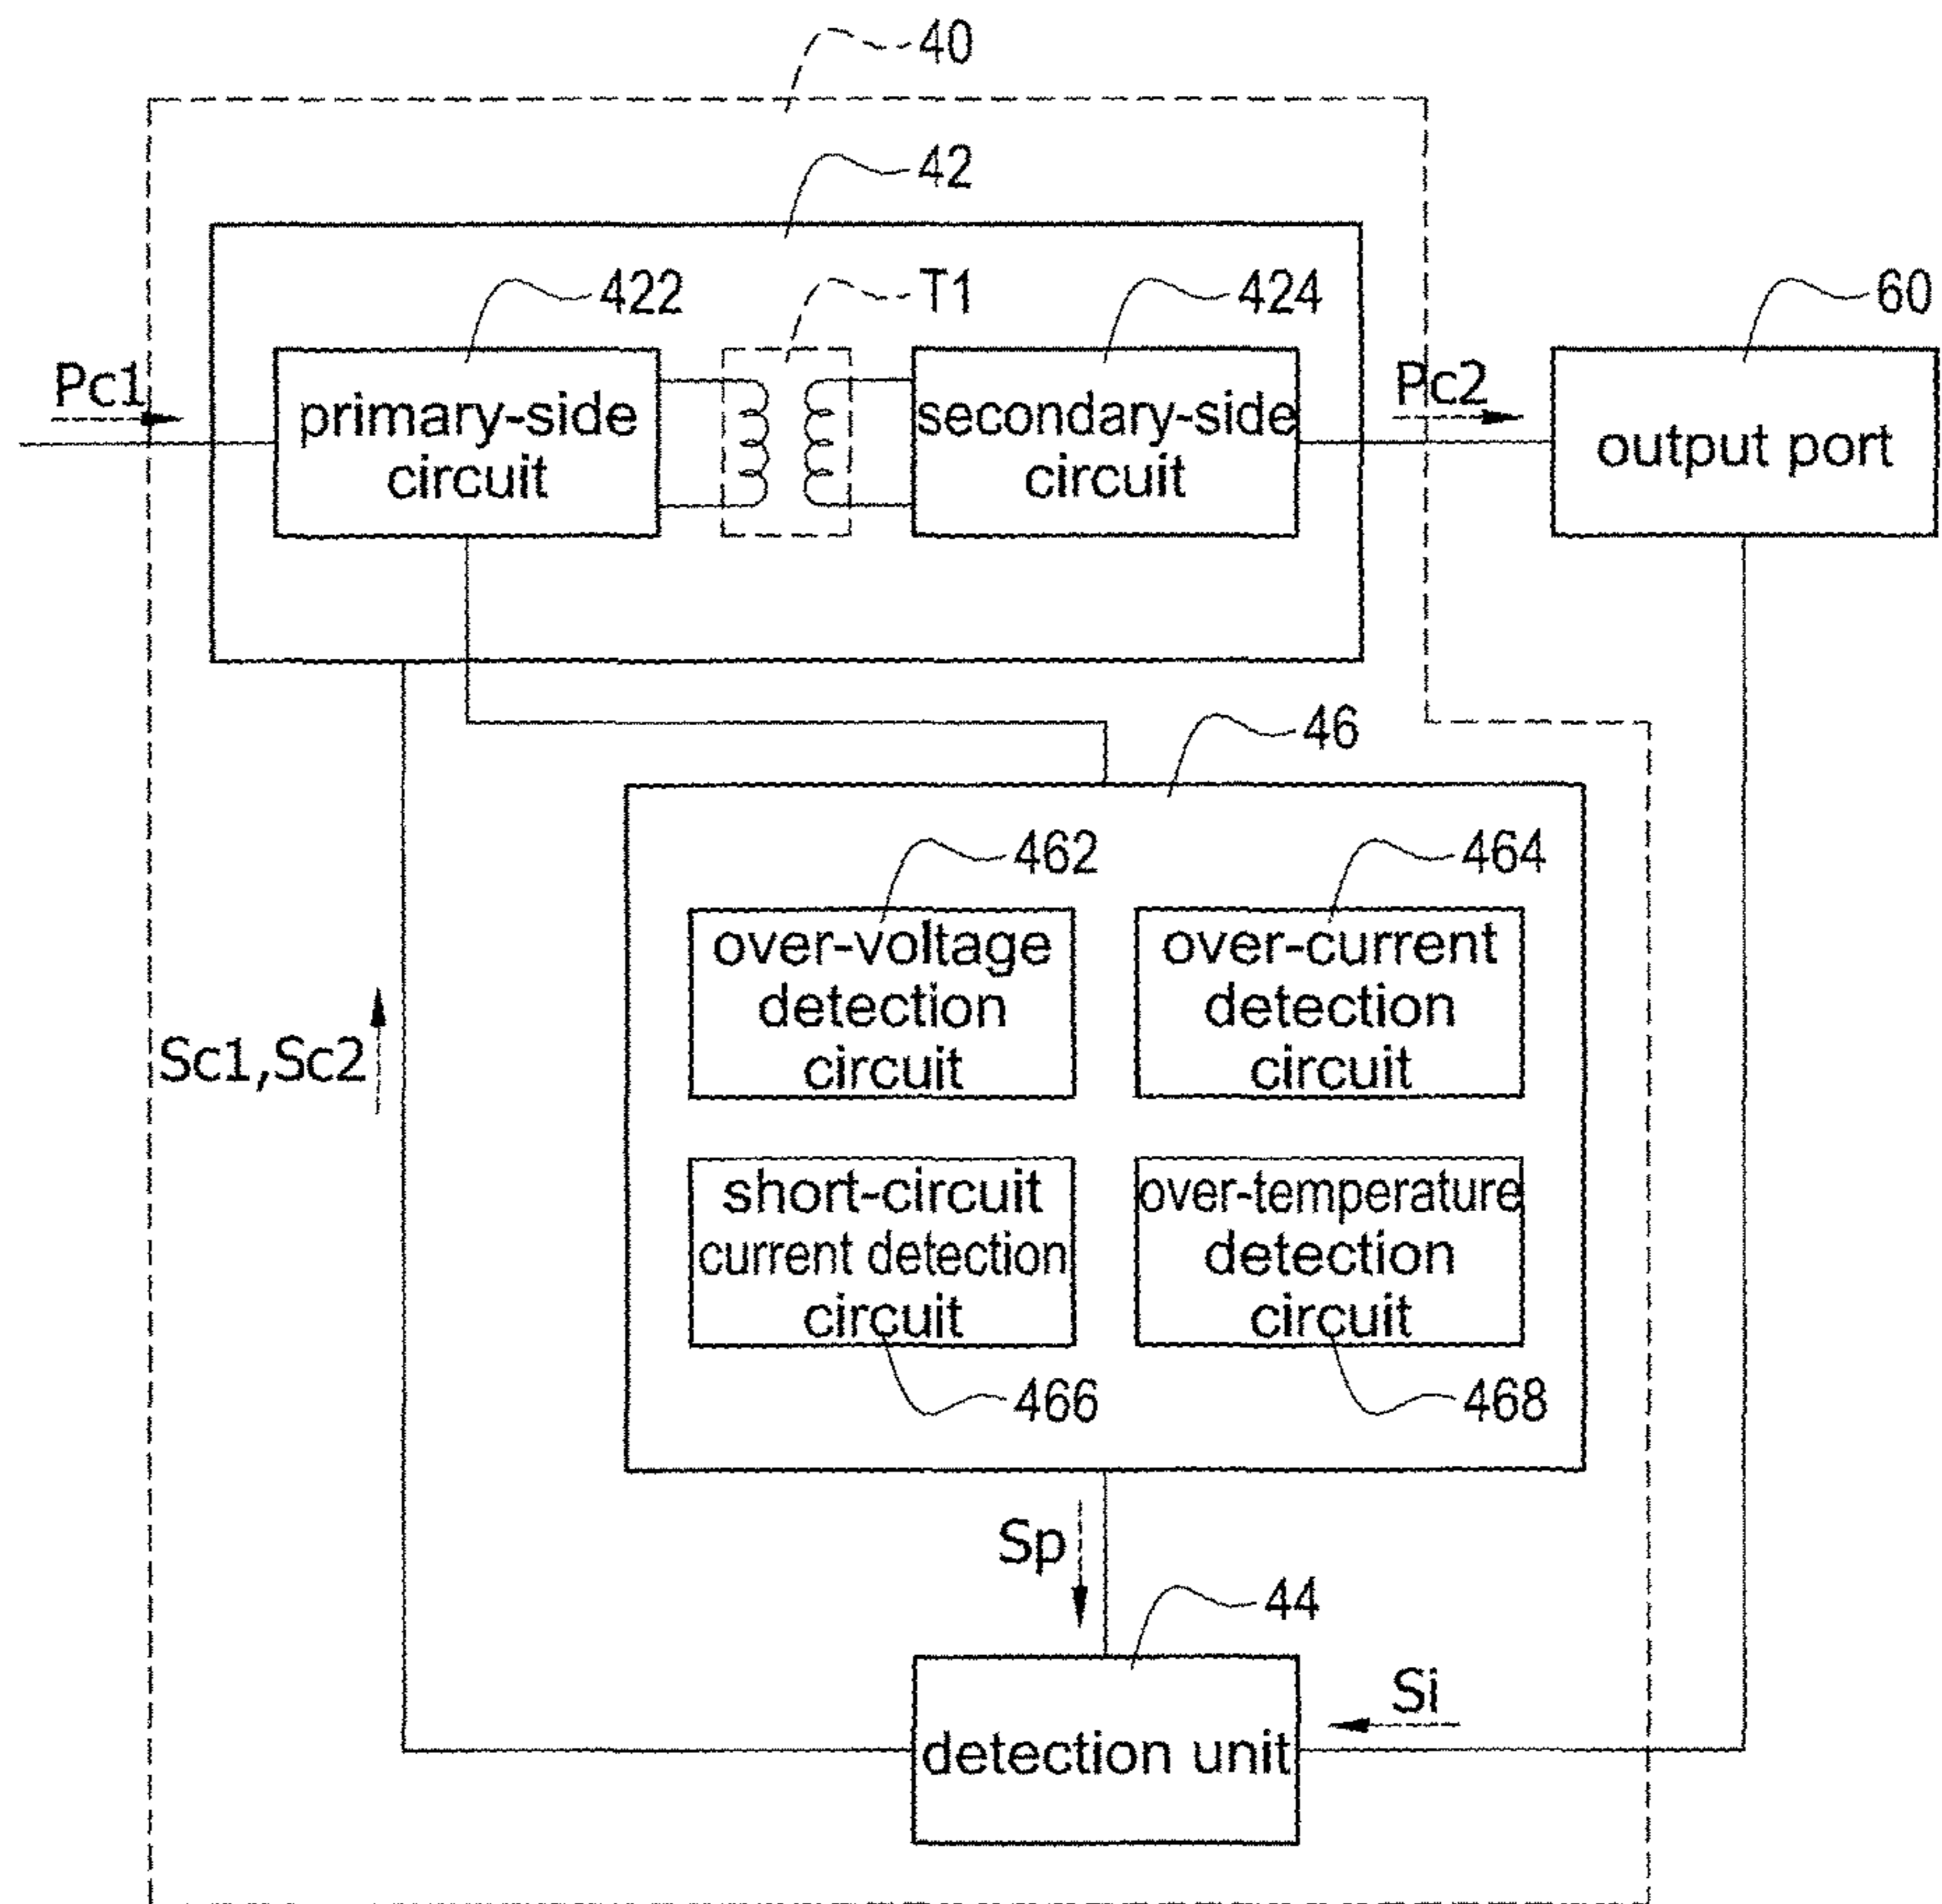 40
42
422
T1
424
60
Pc1
Pc2
primary-side
circuit
secondary-side
circuit
output port
46
462
464
over-voltage
detection
circuit
over-current
detection
circuit
Sc1,Sc2
short-circuit
current detection
circuit
over-temperature
detection
circuit
466
468
Sp
44
Si
detection unit